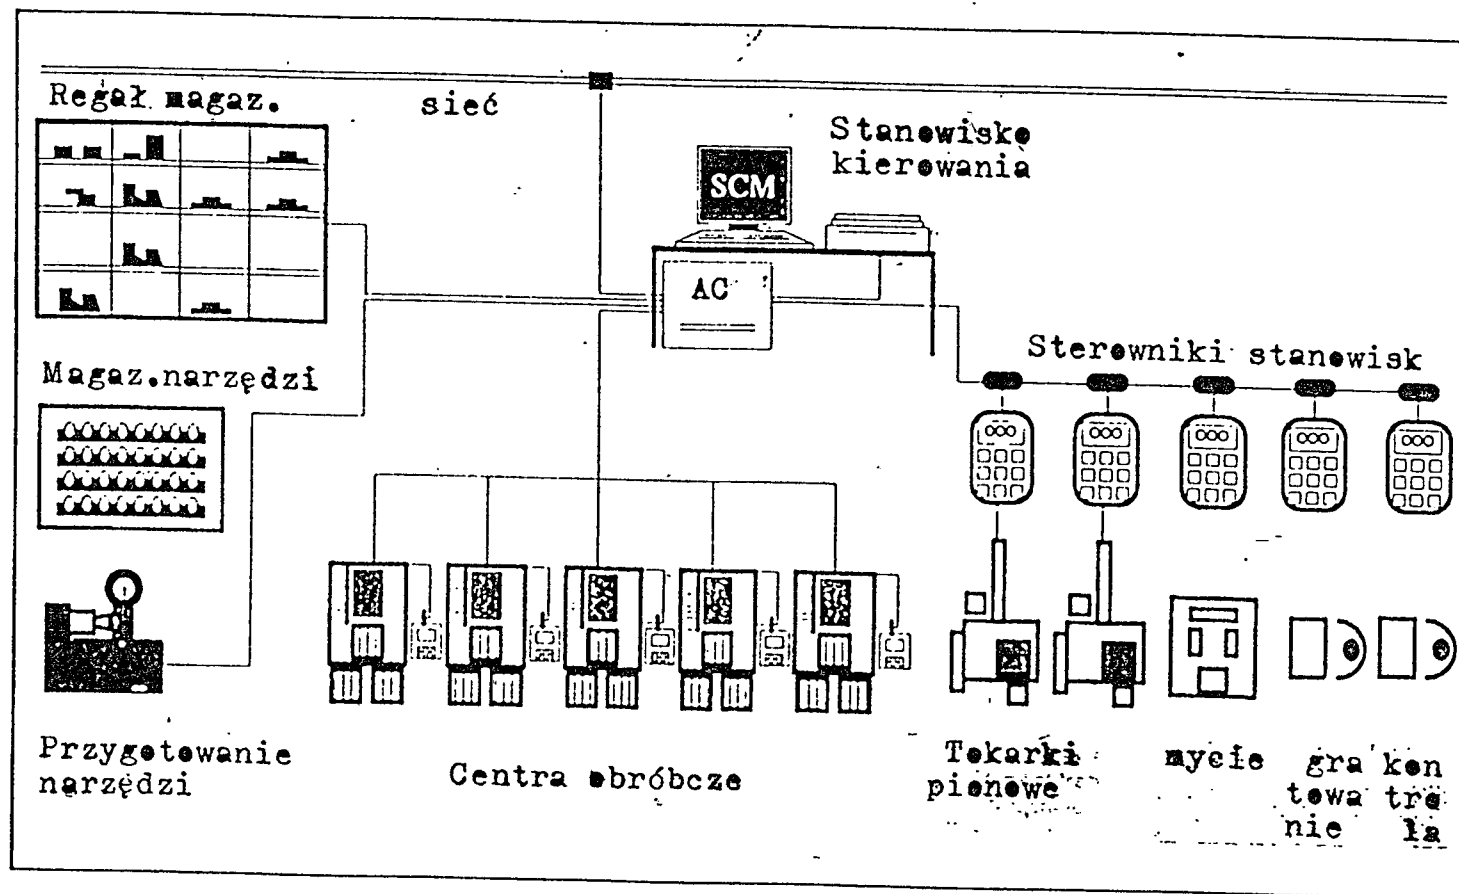 Regał magaz.
sieć
Stanowisko
kierowania
SCM
AC
Sterowniki stanowisk
Magaz.narzędzi
Przygotowanie
narzędzi
Centra obróbcze
Tokarki
pionowe
mycie
gra
towa
nie
kon
tro
la